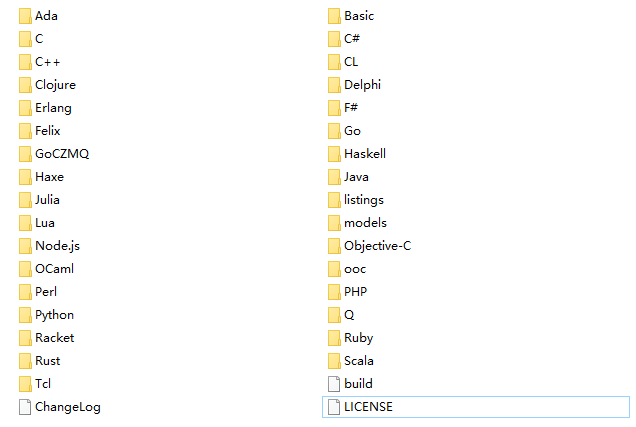 Ada
Basic
C
C#
C++
CL
Clojure
Delphi
Erlang
F#
Felix
Go
GoCZMQ
Haskell
Haxe
Java
Julia
listings
Lua
models
Node.js
Objective-C
OCaml
ooc
Perl
PHP
Python
Q
Racket
Ruby
Rust
Scala
Tcl
build
ChangeLog
LICENSE